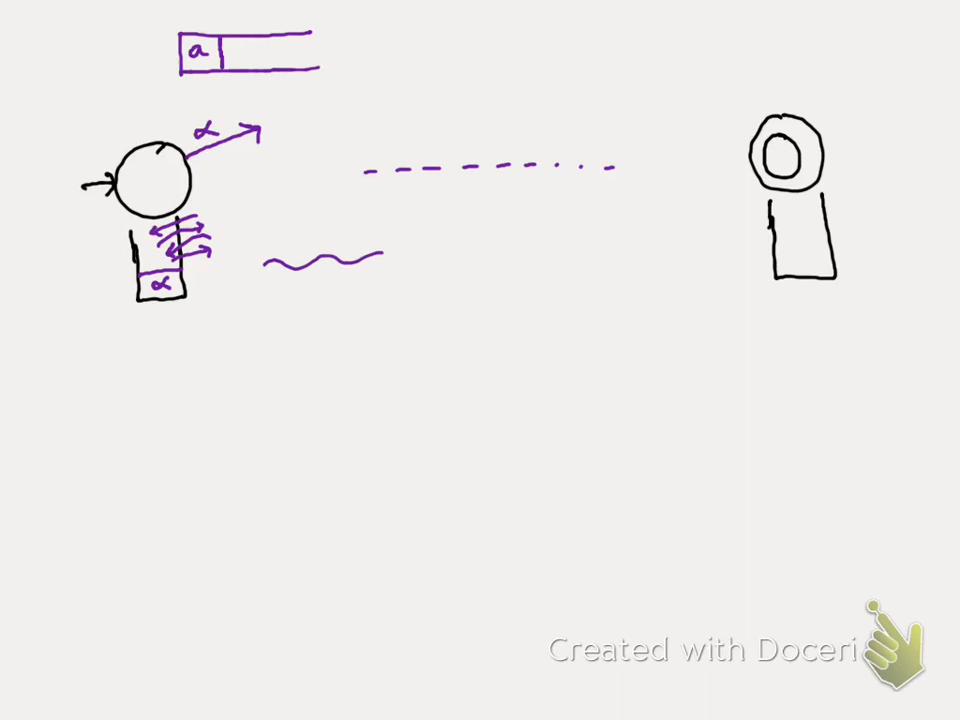 a
α
α
Created with Doceri